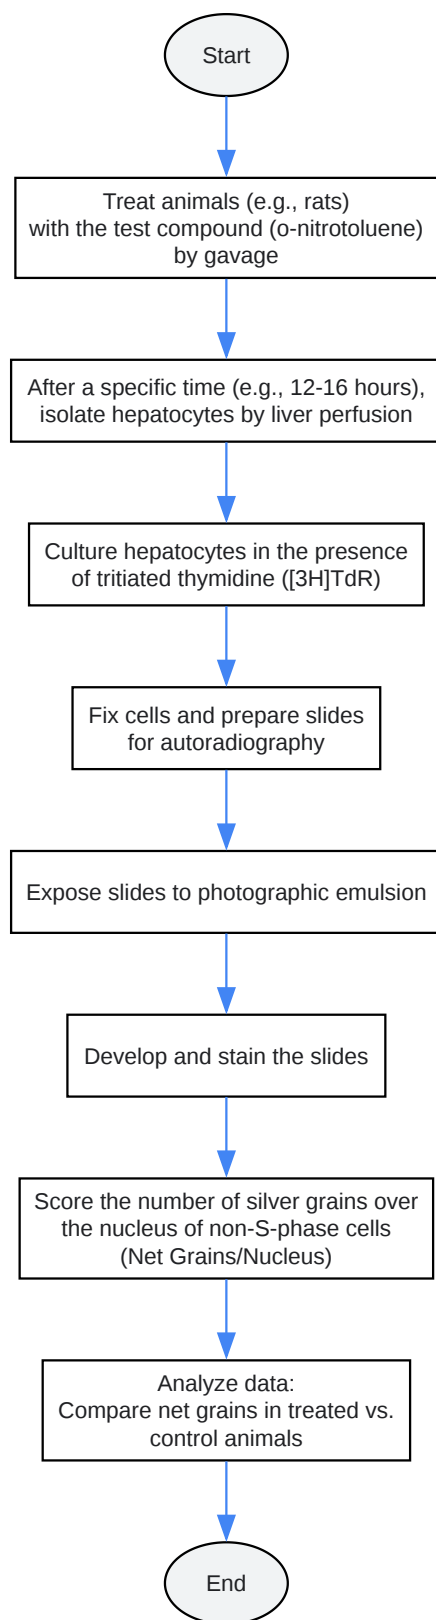 Start
Treat animals (e.g., rats)
with the test compound (o-nitrotoluene)
by gavage
After a specific time (e.g., 12-16 hours),
isolate hepatocytes by liver perfusion
Culture hepatocytes in the presence
of tritiated thymidine ([3H]TdR)
Fix cells and prepare slides
for autoradiography
Expose slides to photographic emulsion
Develop and stain the slides
Score the number of silver grains over
the nucleus of non-S-phase cells
(Net Grains/Nucleus)
Analyze data:
Compare net grains in treated vs.
control animals
End